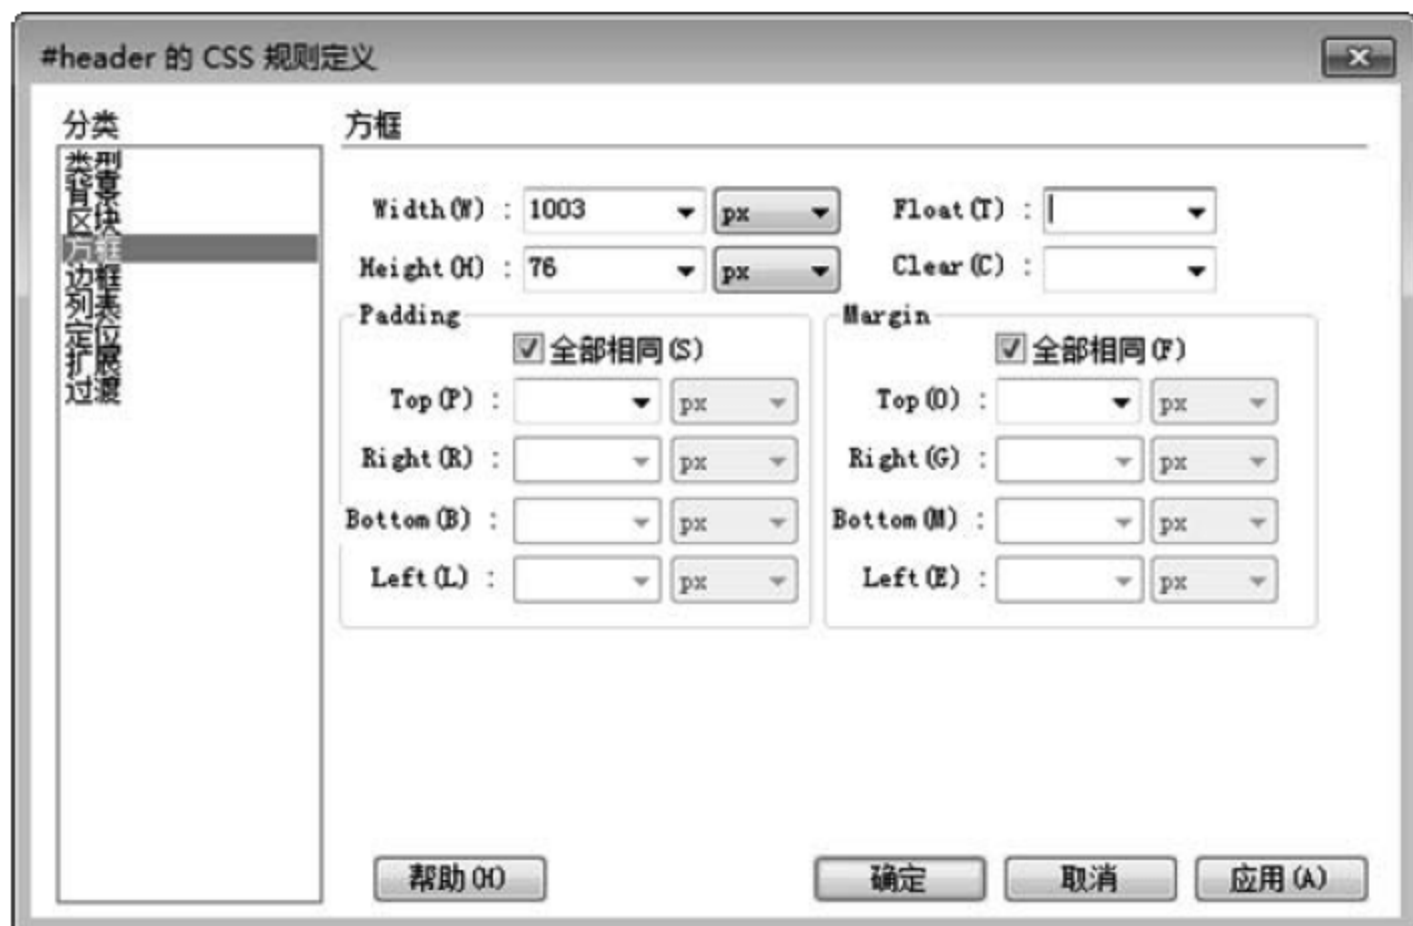 #header 的 CSS 规则定义
分类
类型
背景
区块
方框
边框
列表
定位
扩展
过渡
方框
Width(W) : 1003 px Float(T) :
Height(H) : 76 px Clear(C) :
Padding Margin
全部相同(S) 全部相同(F)
Top(P) : px Top(O) : px
Right(R) : px Right(G) : px
Bottom(B) : px Bottom(M) : px
Left(L) : px Left(E) : px
帮助(H) 确定 取消 应用(A)